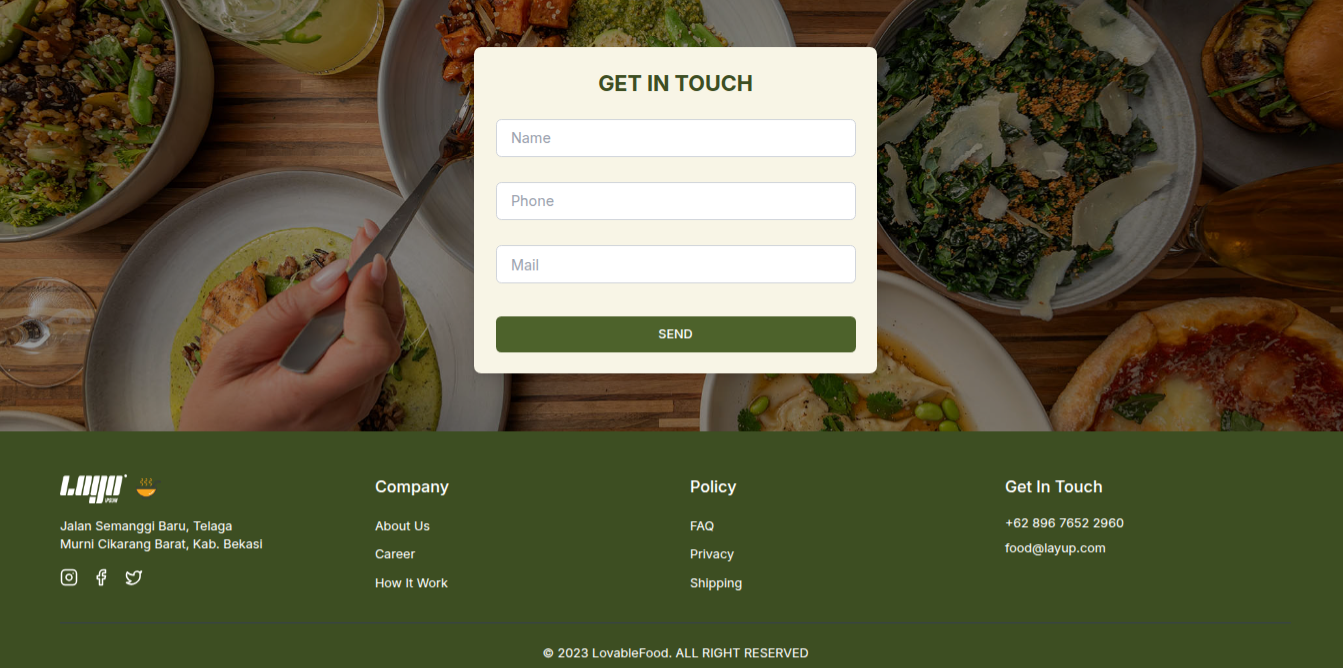 GET IN TOUCH
Name
Phone
Mail
SEND
Layup
Jalan Semanggi Baru, Telaga
Murni Cikarang Barat, Kab. Bekasi
Company
About Us
Career
How It Work
Policy
FAQ
Privacy
Shipping
Get In Touch
+62 896 7652 2960
food@layup.com
© 2023 LovableFood. ALL RIGHT RESERVED